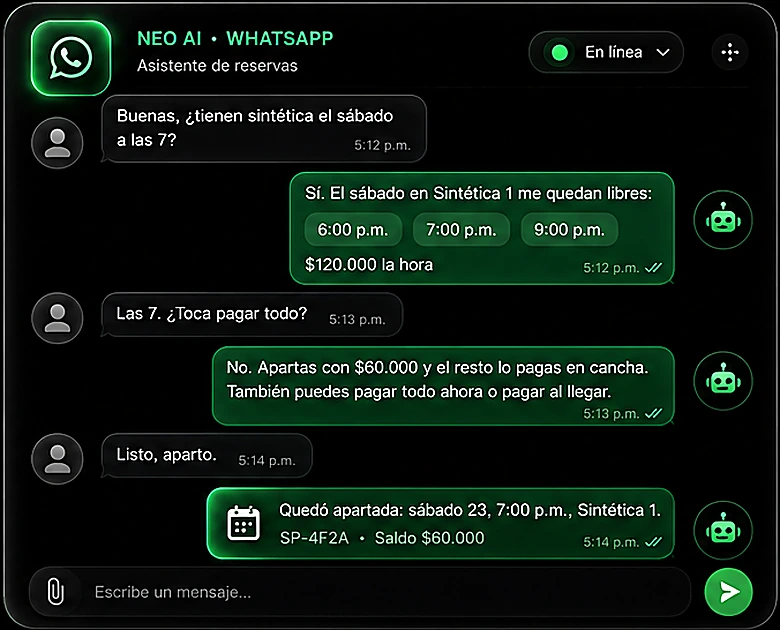 NEO AI • WHATSAPP
Asistente de reservas
En línea
Buenas, ¿tienen sintética el sábado
a las 7?
5:12 p.m.
Sí. El sábado en Sintética 1 me quedan libres:
6:00 p.m. 7:00 p.m. 9:00 p.m.
$120.000 la hora
5:12 p.m.
Las 7. ¿Toca pagar todo?
5:13 p.m.
No. Apartas con $60.000 y el resto lo pagas en cancha.
También puedes pagar todo ahora o pagar al llegar.
5:13 p.m.
Listo, aparto.
5:14 p.m.
Quedó apartada: sábado 23, 7:00 p.m., Sintética 1.
SP-4F2A • Saldo $60.000
5:14 p.m.
Escribe un mensaje...